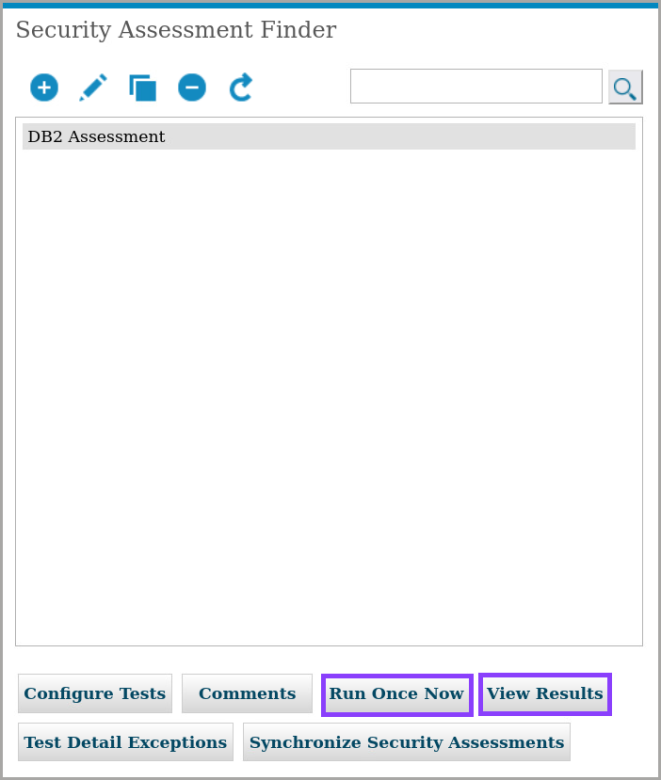 Security Assessment Finder
DB2 Assessment
Configure Tests Comments Run Once Now View Results
Test Detail Exceptions Synchronize Security Assessments